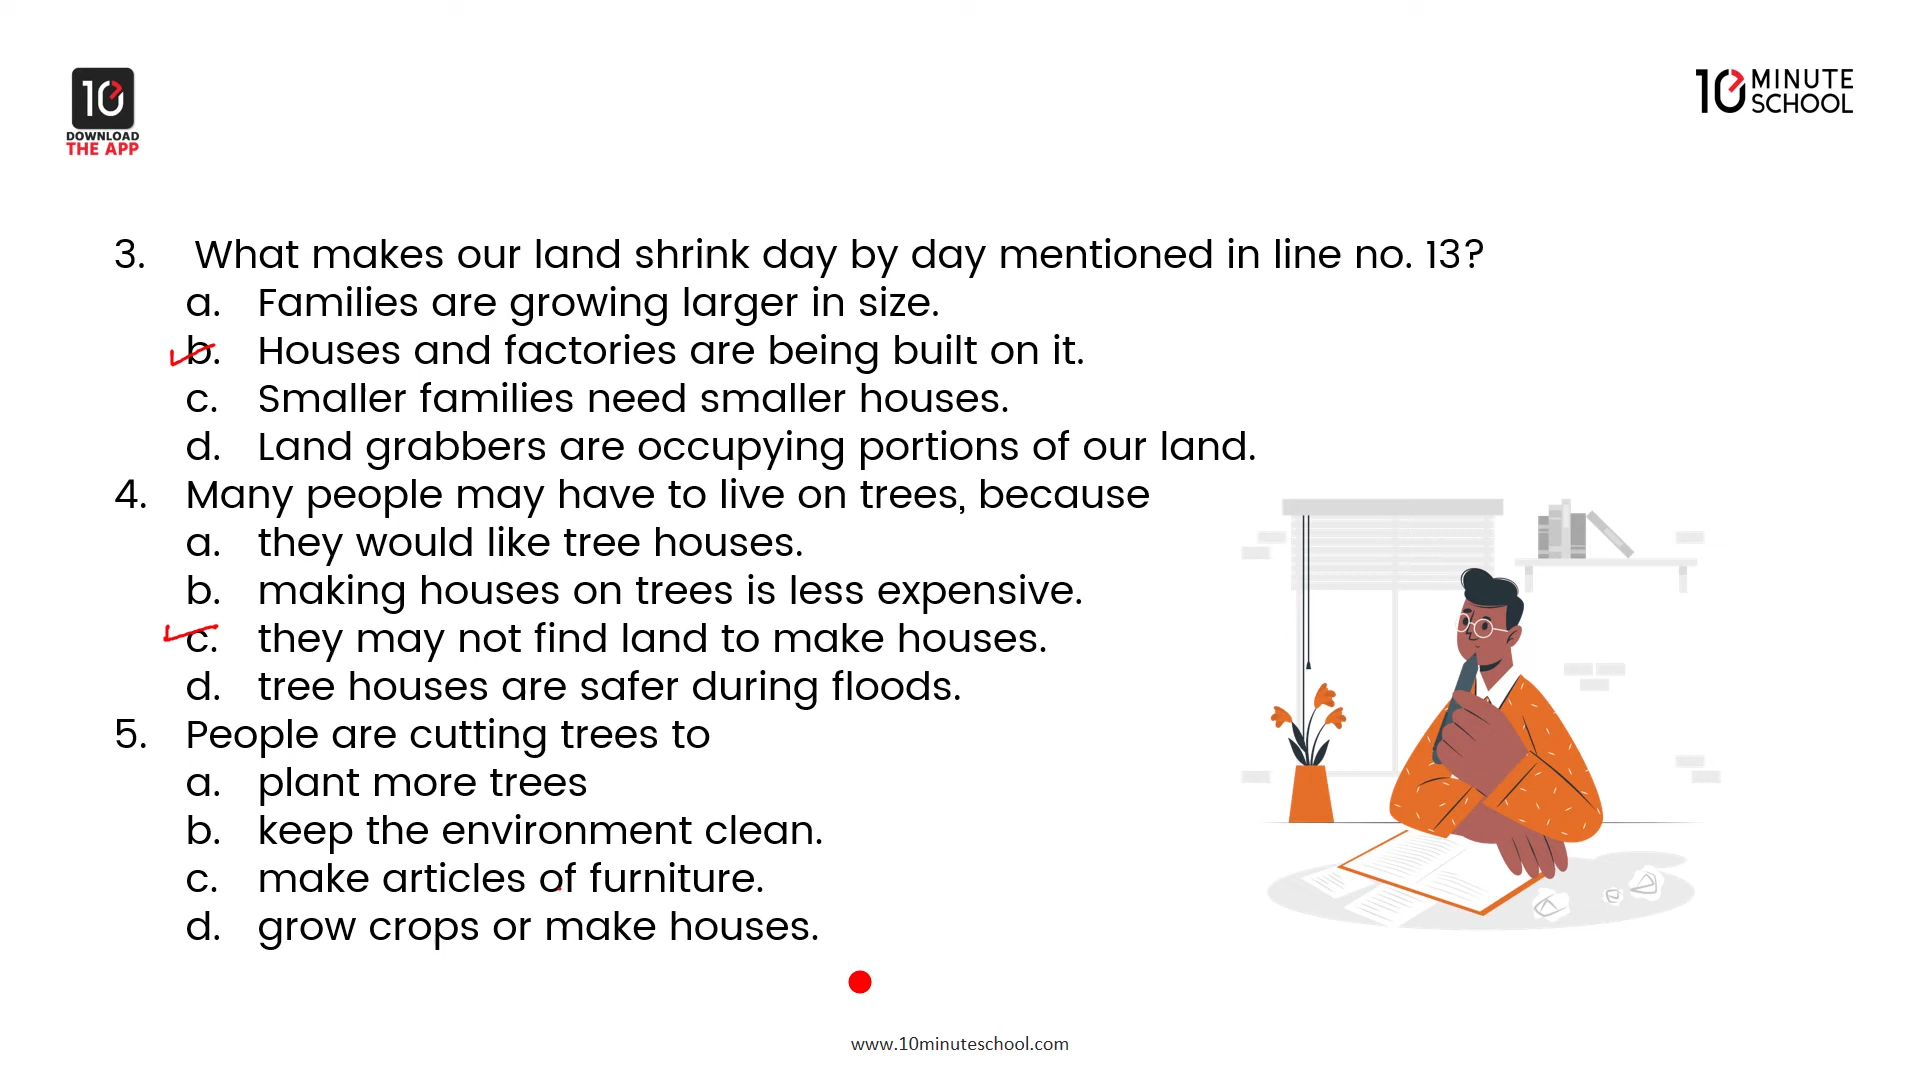 10
DOWNLOAD
THE APP
10 MINUTE
SCHOOL
3. What makes our land shrink day by day mentioned in line no. 13?
a. Families are growing larger in size.
b. Houses and factories are being built on it.
c. Smaller families need smaller houses.
d. Land grabbers are occupying portions of our land.
4. Many people may have to live on trees, because
a. they would like tree houses.
b. making houses on trees is less expensive.
c. they may not find land to make houses.
d. tree houses are safer during floods.
5. People are cutting trees to
a. plant more trees
b. keep the environment clean.
c. make articles of furniture.
d. grow crops or make houses.
www.10minuteschool.com